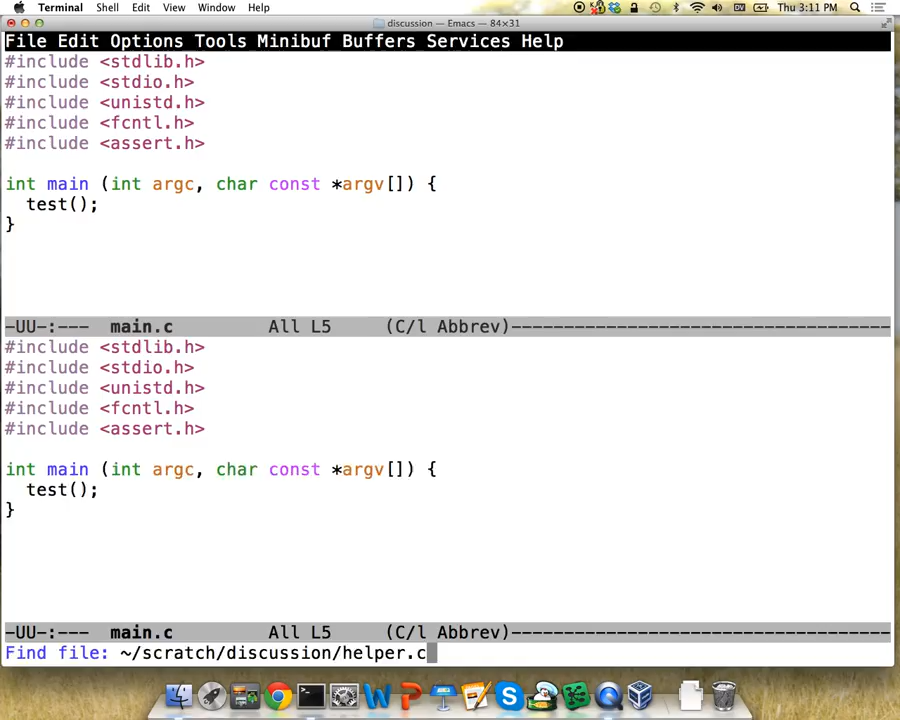 Terminal Shell Edit View Window Help Thu 3:11 PM
discussion — Emacs — 84×31
File Edit Options Tools Minibuf Buffers Services Help
#include <stdlib.h>
#include <stdio.h>
#include <unistd.h>
#include <fcntl.h>
#include <assert.h>
int main (int argc, char const *argv[]) {
  test();
}
-UU-:---  main.c         All L5     (C/l Abbrev)------------------------------------
#include <stdlib.h>
#include <stdio.h>
#include <unistd.h>
#include <fcntl.h>
#include <assert.h>
int main (int argc, char const *argv[]) {
  test();
}
-UU-:---  main.c         All L5     (C/l Abbrev)------------------------------------
Find file: ~/scratch/discussion/helper.c